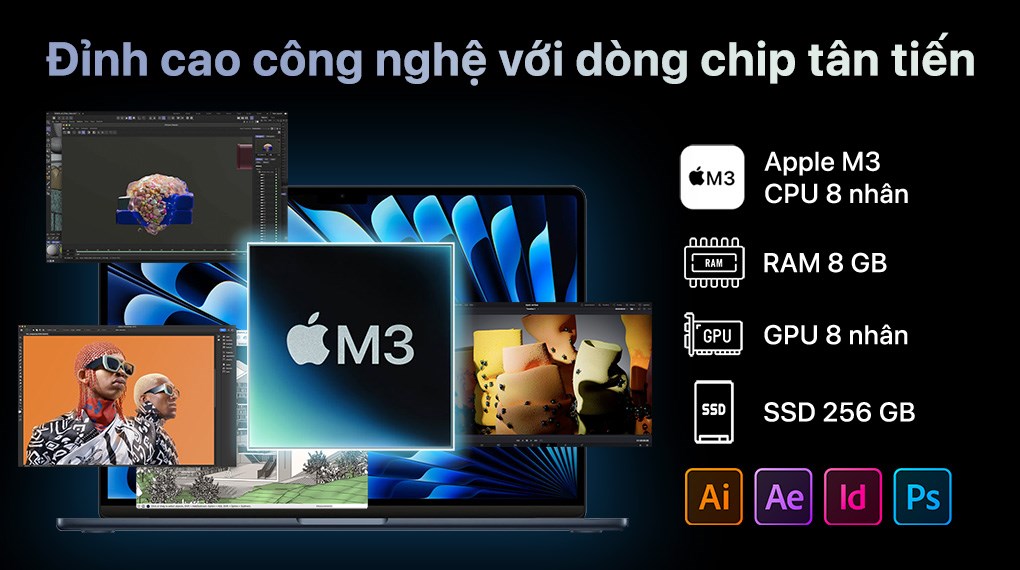 Đỉnh cao công nghệ với dòng chip tân tiến
M3
Apple M3
CPU 8 nhân
RAM
RAM 8 GB
GPU
GPU 8 nhân
SSD
SSD 256 GB
M3
Ai Ae Id Ps